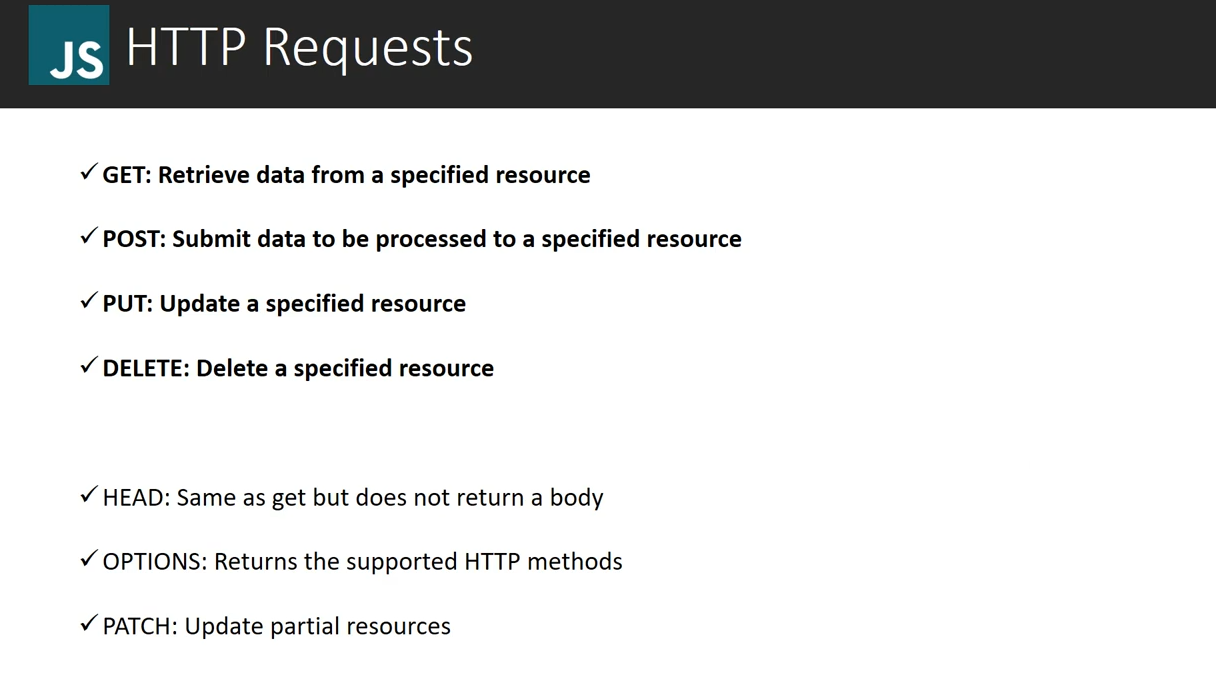 JS HTTP Requests
✓ GET: Retrieve data from a specified resource
✓ POST: Submit data to be processed to a specified resource
✓ PUT: Update a specified resource
✓ DELETE: Delete a specified resource
✓ HEAD: Same as get but does not return a body
✓ OPTIONS: Returns the supported HTTP methods
✓ PATCH: Update partial resources